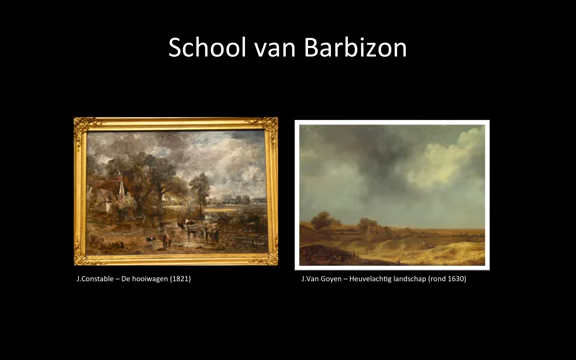 School van Barbizon
J.Constable – De hooiwagen (1821)
J.Van Goyen – Heuvelachtig landschap (rond 1630)